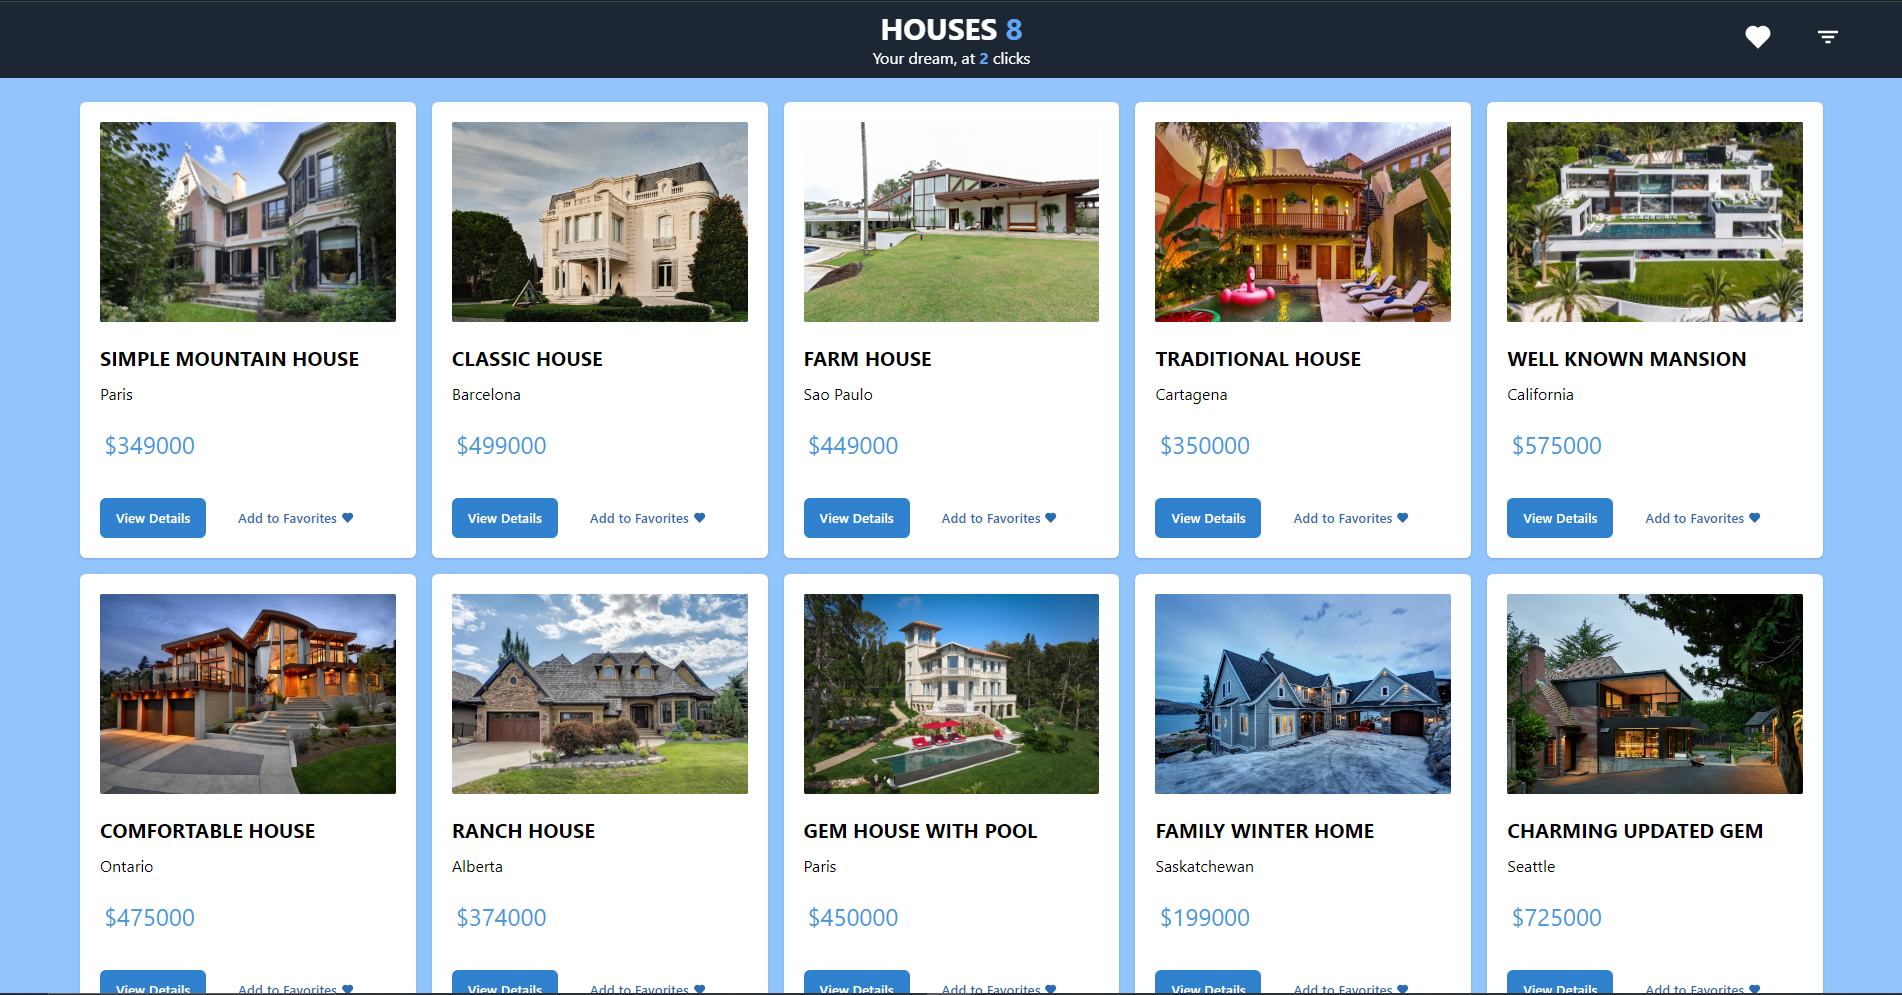 HOUSES 8
Your dream, at 2 clicks
SIMPLE MOUNTAIN HOUSE
Paris
$349000
View Details
Add to Favorites
CLASSIC HOUSE
Barcelona
$499000
View Details
Add to Favorites
FARM HOUSE
Sao Paulo
$449000
View Details
Add to Favorites
TRADITIONAL HOUSE
Cartagena
$350000
View Details
Add to Favorites
WELL KNOWN MANSION
California
$575000
View Details
Add to Favorites
COMFORTABLE HOUSE
Ontario
$475000
View Details
Add to Favorites
RANCH HOUSE
Alberta
$374000
View Details
Add to Favorites
GEM HOUSE WITH POOL
Paris
$450000
View Details
Add to Favorites
FAMILY WINTER HOME
Saskatchewan
$199000
View Details
Add to Favorites
CHARMING UPDATED GEM
Seattle
$725000
View Details
Add to Favorites